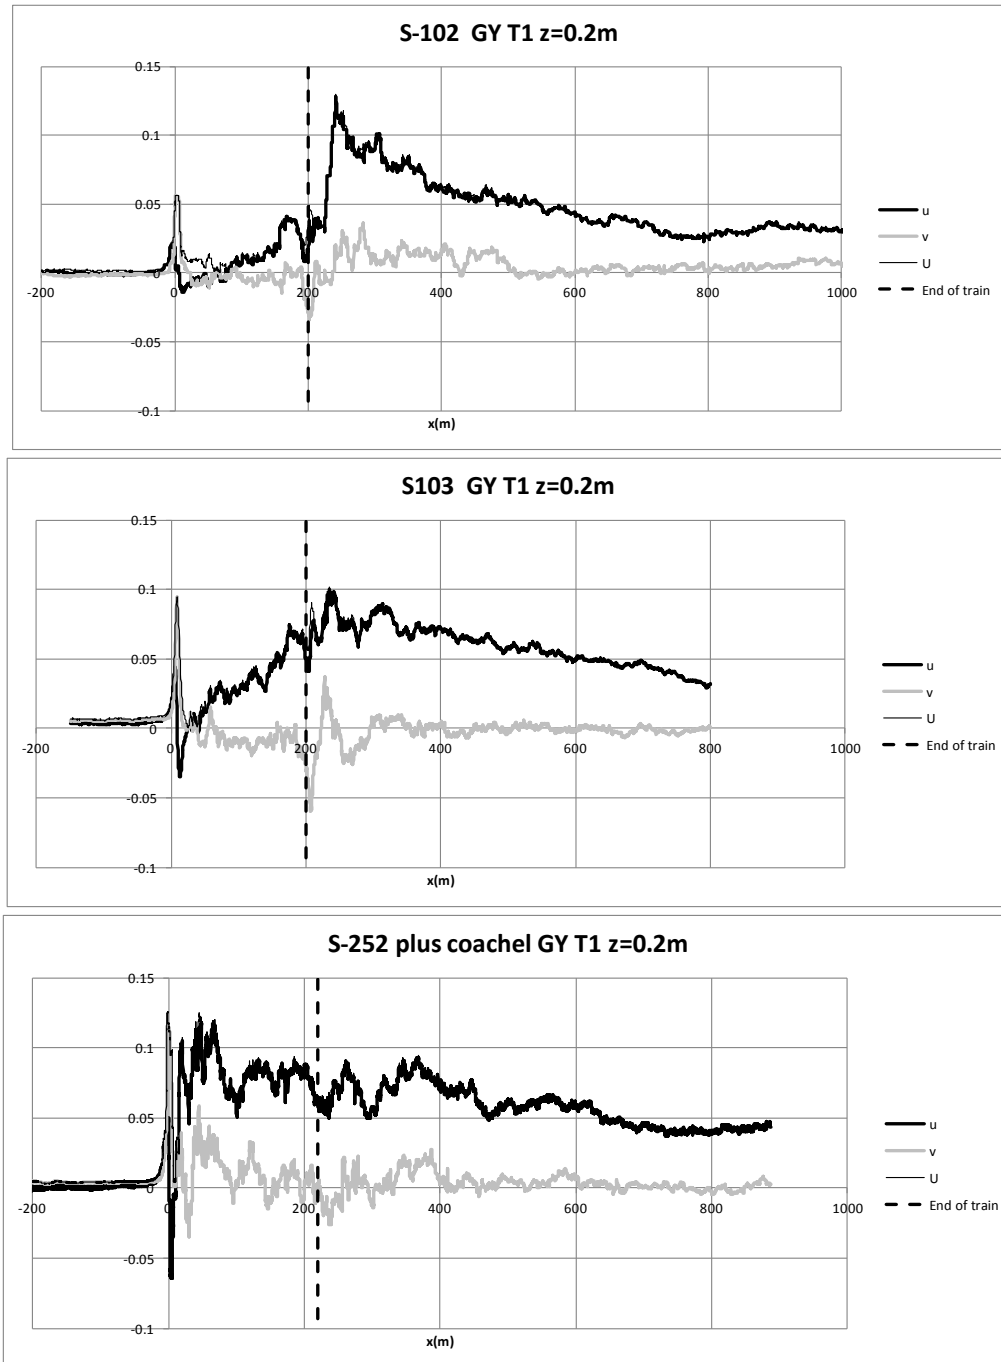 S-102 GY T1 z=0.2m
0.15
0.1
0.05
0
-0.05
-0.1
-200 0 200 400 600 800 1000
x(m)
u
v
U
End of train
S103 GY T1 z=0.2m
0.15
0.1
0.05
0
-0.05
-0.1
-200 0 200 400 600 800 1000
x(m)
u
v
U
End of train
S-252 plus coachel GY T1 z=0.2m
0.15
0.1
0.05
0
-0.05
-0.1
-200 0 200 400 600 800 1000
x(m)
u
v
U
End of train